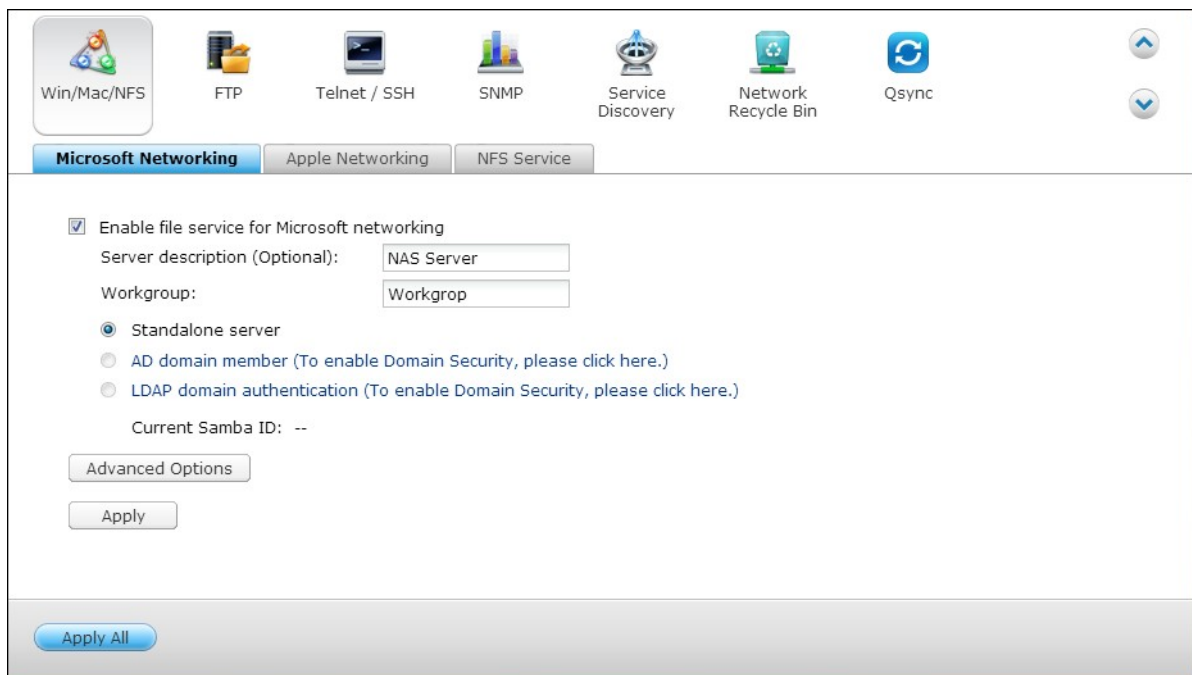 Win/Mac/NFS
FTP
Telnet / SSH
SNMP
Service
Discovery
Network
Recycle Bin
Qsync
Microsoft Networking
Apple Networking
NFS Service
Enable file service for Microsoft networking
Server description (Optional): NAS Server
Workgroup: Workgrop
Standalone server
AD domain member (To enable Domain Security, please click here.)
LDAP domain authentication (To enable Domain Security, please click here.)
Current Samba ID: --
Advanced Options
Apply
Apply All